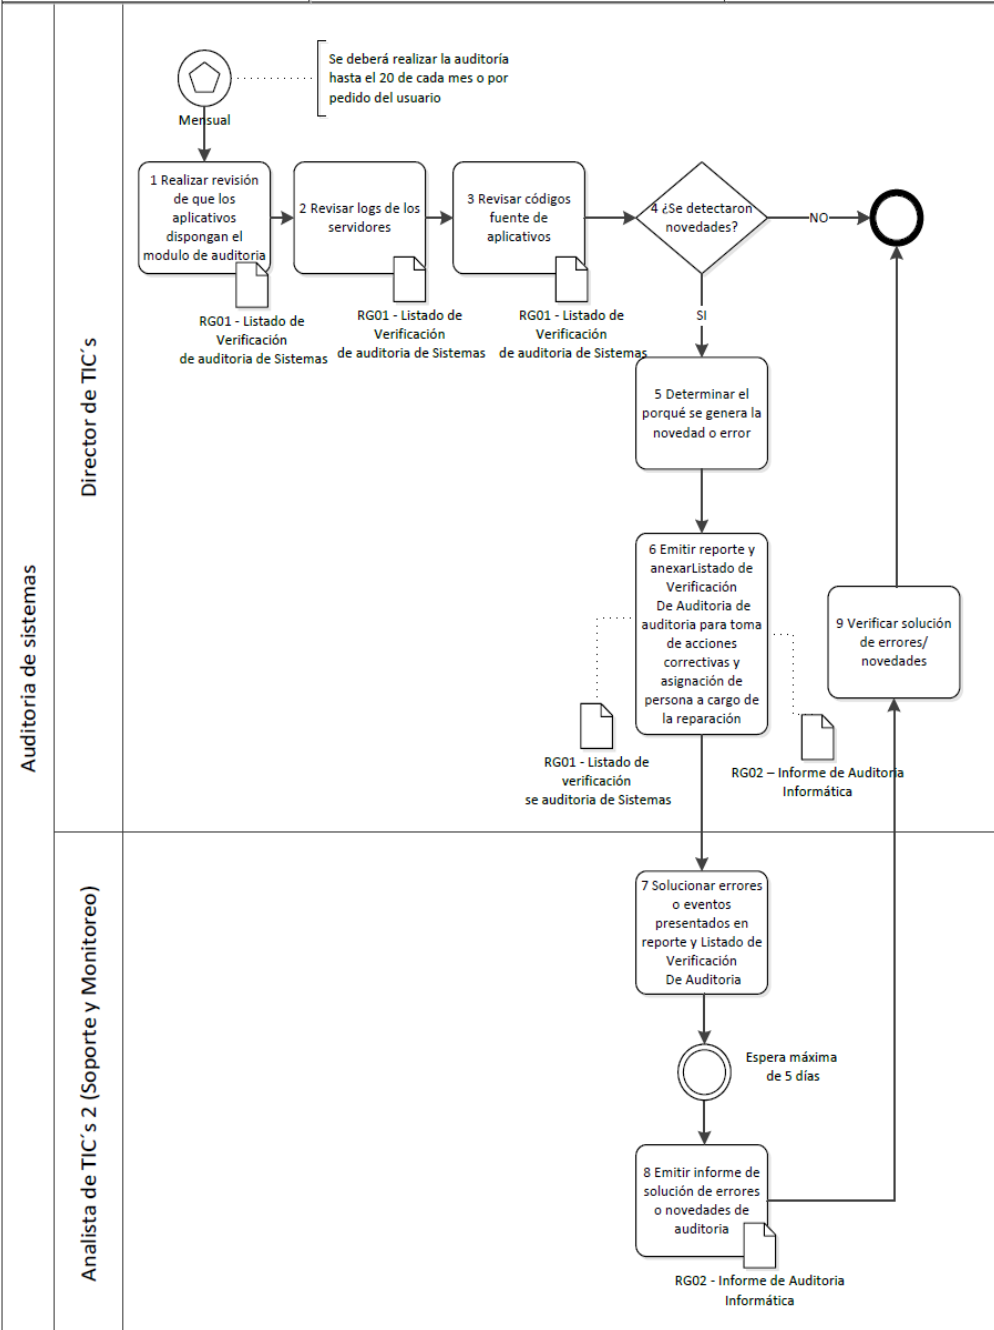 Se deberá realizar la auditoría
hasta el 20 de cada mes o por
pedido del usuario
Mensual
1 Realizar revisión
de que los
aplicativos
dispongan el
modulo de auditoria
2 Revisar logs de los
servidores
3 Revisar códigos
fuente de
aplicativos
4 ¿Se detectaron
novedades?
NO
SI
RG01 - Listado de
Verificación
de auditoria de Sistemas
RG01 - Listado de
Verificación
de auditoria de Sistemas
RG01 - Listado de
Verificación
de auditoria de Sistemas
5 Determinar el
porqué se genera la
novedad o error
6 Emitir reporte y
anexarListado de
Verificación
De Auditoria de
auditoria para toma
de acciones
correctivas y
asignación de
persona a cargo de
la reparación
9 Verificar solución
de errores/
novedades
RG01 - Listado de
verificación
se auditoria de Sistemas
RG02 – Informe de Auditoria
Informática
Auditoria de sistemas
Director de TIC´s
Analista de TIC´s 2 (Soporte y Monitoreo)
7 Solucionar errores
o eventos
presentados en
reporte y Listado de
Verificación
De Auditoria
Espera máxima
de 5 días
8 Emitir informe de
solución de errores
o novedades de
auditoria
RG02 - Informe de Auditoria
Informática